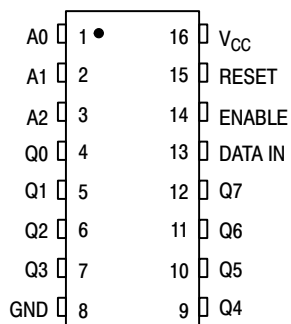 A0 1 16 VCC
A1 2 15 RESET
A2 3 14 ENABLE
Q0 4 13 DATA IN
Q1 5 12 Q7
Q2 6 11 Q6
Q3 7 10 Q5
GND 8 9 Q4